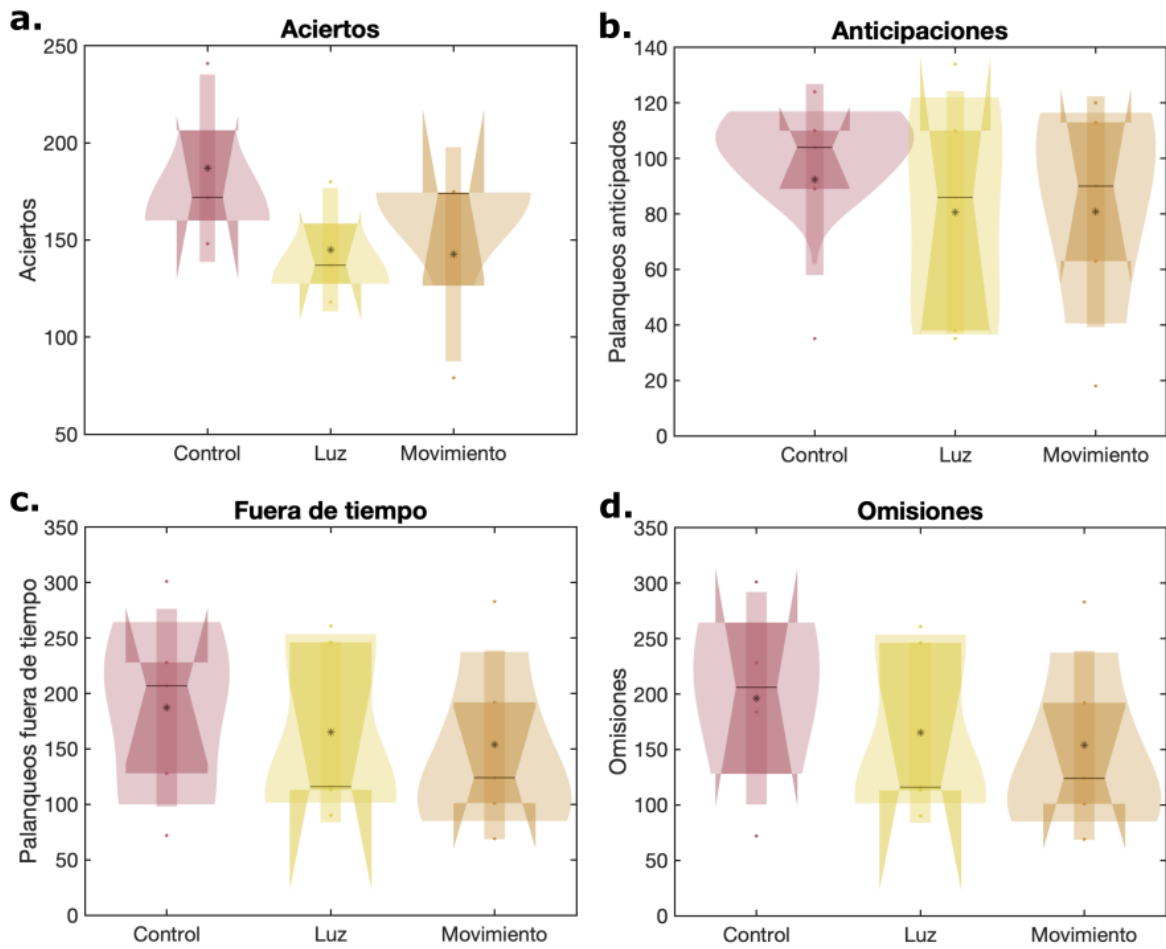 a.
Aciertos
250
200
150
100
50
Aciertos
Control
Luz
Movimiento
b.
Anticipaciones
140
120
100
80
60
40
20
0
Palanqueos anticipados
Control
Luz
Movimiento
c.
Fuera de tiempo
350
300
250
200
150
100
50
0
Palanqueos fuera de tiempo
Control
Luz
Movimiento
d.
Omisiones
350
300
250
200
150
100
50
0
Omisiones
Control
Luz
Movimiento